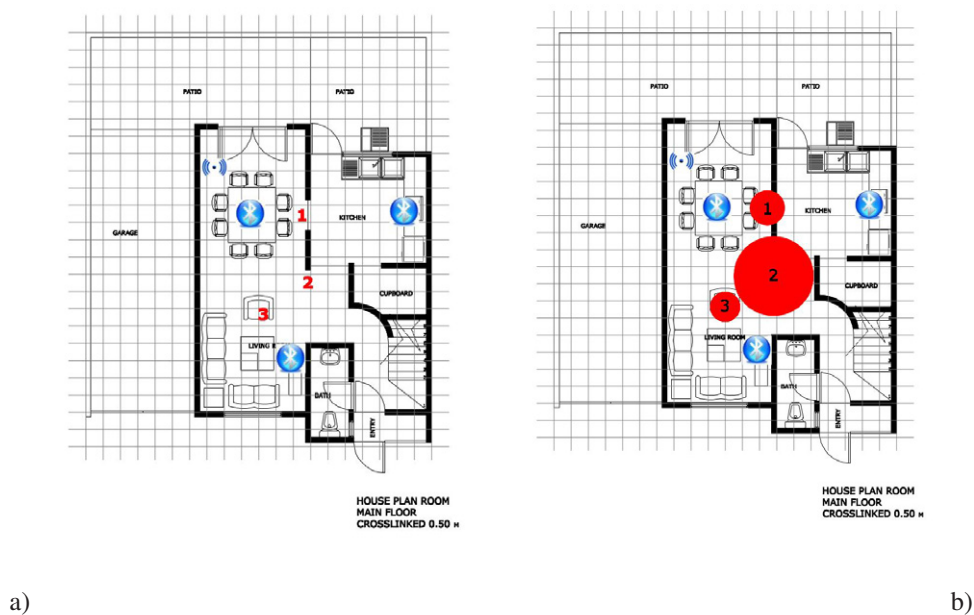 PATIO
PATIO
1
KITCHEN
GARAGE
2
CUPBOARD
3
LIVING R
BATH
ENTRY
HOUSE PLAN ROOM
MAIN FLOOR
CROSSLINKED 0.50 M
a)
PATIO
PATIO
1
KITCHEN
GARAGE
2
CUPBOARD
3
LIVING ROOM
BATH
ENTRY
HOUSE PLAN ROOM
MAIN FLOOR
CROSSLINKED 0.50 M
b)